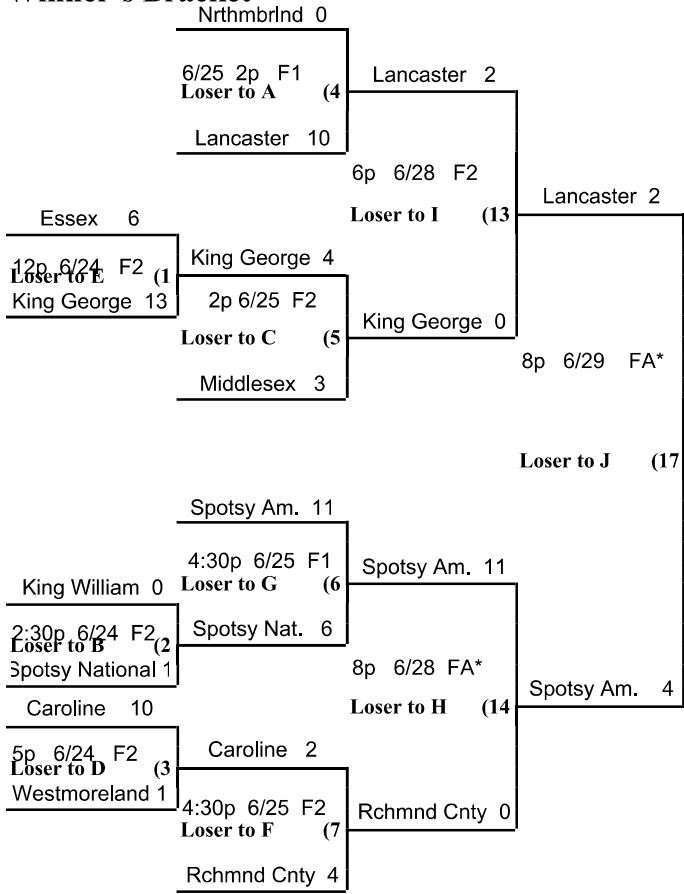 Nrthmbrlnd 0
6/25 2p F1
Loser to A (4
Lancaster 10
Lancaster 2
6p 6/28 F2
Loser to I (13
Lancaster 2
Essex 6
12p 6/24 F2
Loser to E (1
King George 13
King George 4
2p 6/25 F2
Loser to C (5
Middlesex 3
King George 0
8p 6/29 FA*
Loser to J (17
Spotsy Am. 11
4:30p 6/25 F1
Loser to G (6
Spotsy Am. 11
King William 0
2:30p 6/24 F2
Loser to B (2
Spotsy National 1
Spotsy Nat. 6
8p 6/28 FA*
Loser to H (14
Spotsy Am. 4
Caroline 10
5p 6/24 F2
Loser to D (3
Westmoreland 1
Caroline 2
4:30p 6/25 F2
Loser to F (7
Rchmnd Cnty 0
Rchmnd Cnty 4